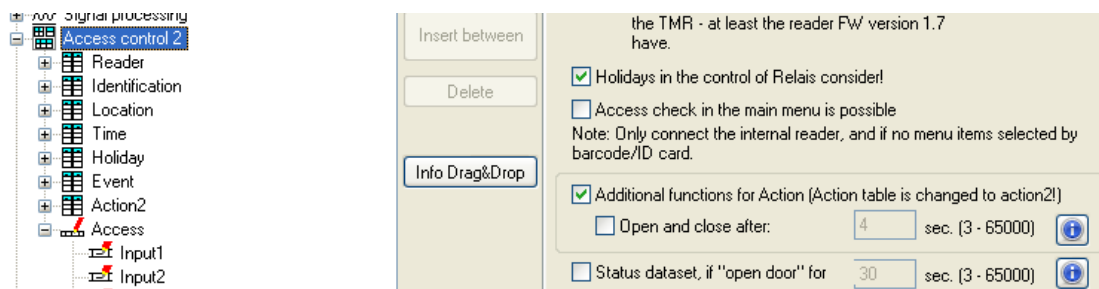 Signal processing
Access control 2
Reader
Identification
Location
Time
Holiday
Event
Action2
Access
Input1
Input2
Insert between
Delete
Info Drag&Drop
the TMR - at least the reader FW version 1.7
have.
Holidays in the control of Relais consider!
Access check in the main menu is possible
Note: Only connect the internal reader, and if no menu items selected by
barcode/ID card.
Additional functions for Action (Action table is changed to action2!)
Open and close after: 4 sec. (3 - 65000)
Status dataset, if "open door" for 30 sec. (3 - 65000)